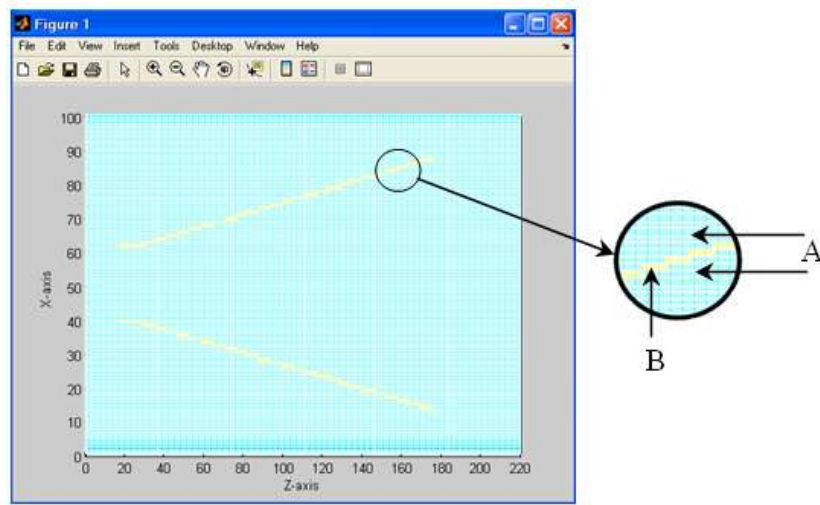 Figure 1
File Edit View Insert Tools Desktop Window Help
100
90
80
70
60
50
40
30
20
10
0
X-axis
0 20 40 60 80 100 120 140 160 180 200 220
Z-axis
A
B